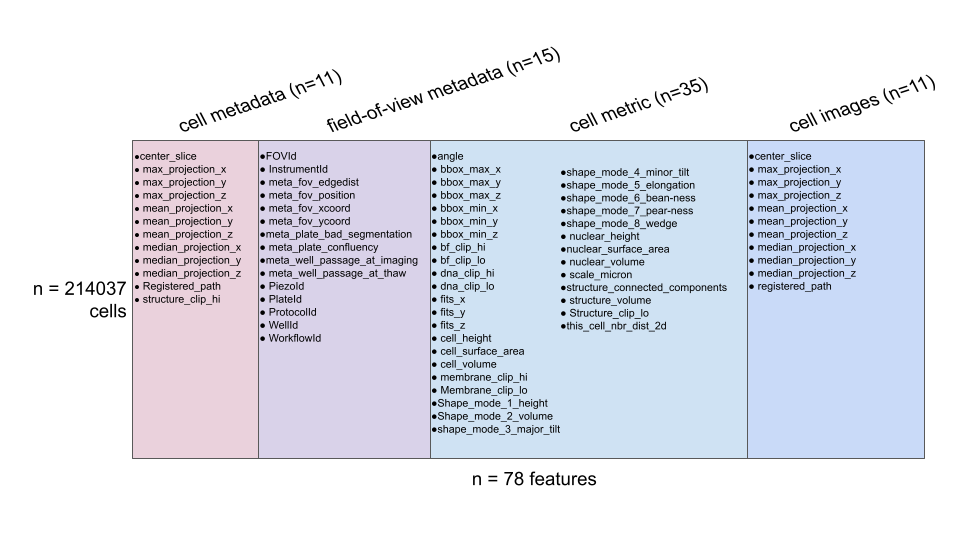 cell metadata (n=11)
field-of-view metadata (n=15)
cell metric (n=35)
cell images (n=11)
n = 214037
cells
●center_slice
● max_projection_x
● max_projection_y
● max_projection_z
● mean_projection_x
● mean_projection_y
● mean_projection_z
● median_projection_x
● median_projection_y
● median_projection_z
● Registered_path
● structure_clip_hi
●FOVId
● InstrumentId
● meta_fov_edgedist
● meta_fov_position
● meta_fov_xcoord
● meta_fov_ycoord
●meta_plate_bad_segmentation
● meta_plate_confluency
●meta_well_passage_at_imaging
● meta_well_passage_at_thaw
● PiezoId
● PlateId
● ProtocolId
● WellId
● WorkflowId
●angle
● bbox_max_x
● bbox_max_y
● bbox_max_z
● bbox_min_x
● bbox_min_y
● bbox_min_z
● bf_clip_hi
● bf_clip_lo
● dna_clip_hi
● dna_clip_lo
● fits_x
● fits_y
● fits_z
● cell_height
● cell_surface_area
● cell_volume
● membrane_clip_hi
● Membrane_clip_lo
●Shape_mode_1_height
●Shape_mode_2_volume
●shape_mode_3_major_tilt
●shape_mode_4_minor_tilt
●shape_mode_5_elongation
●shape_mode_6_bean-ness
●shape_mode_7_pear-ness
●shape_mode_8_wedge
● nuclear_height
●nuclear_surface_area
● nuclear_volume
● scale_micron
●structure_connected_components
● structure_volume
● Structure_clip_lo
●this_cell_nbr_dist_2d
●center_slice
● max_projection_x
● max_projection_y
● max_projection_z
● mean_projection_x
● mean_projection_y
● mean_projection_z
● median_projection_x
● median_projection_y
● median_projection_z
● registered_path
n = 78 features